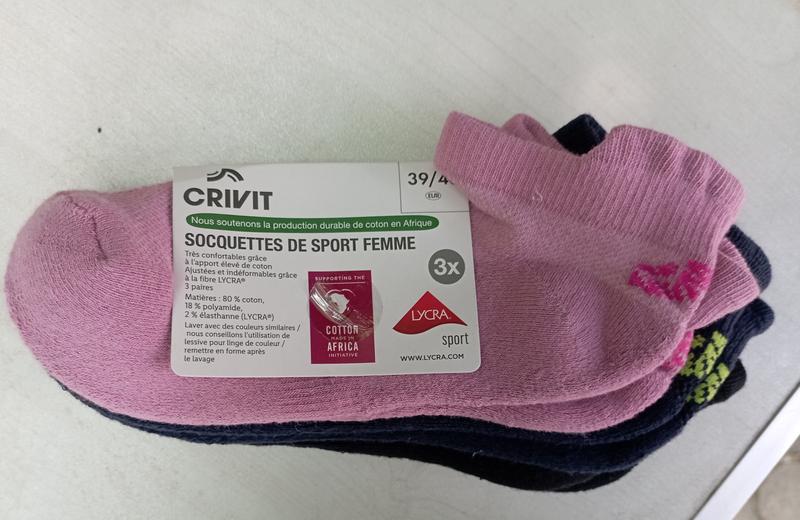 CRIVIT
39/4
EUR
Nous soutenons la production durable de coton en Afrique
SOCQUETTES DE SPORT FEMME
Très confortables grâce
à l'apport élevé de coton
Ajustées et indéformables grâce
à la fibre LYCRA®
3 paires
Matières : 80 % coton,
18 % polyamide,
2 % élasthanne (LYCRA®)
Laver avec des couleurs similaires /
nous conseillons l'utilisation de
lessive pour linge de couleur /
remettre en forme après
le lavage
SUPPORTING THE
COTTON
MADE IN
AFRICA
INITIATIVE
3x
LYCRA®
sport
WWW.LYCRA.COM